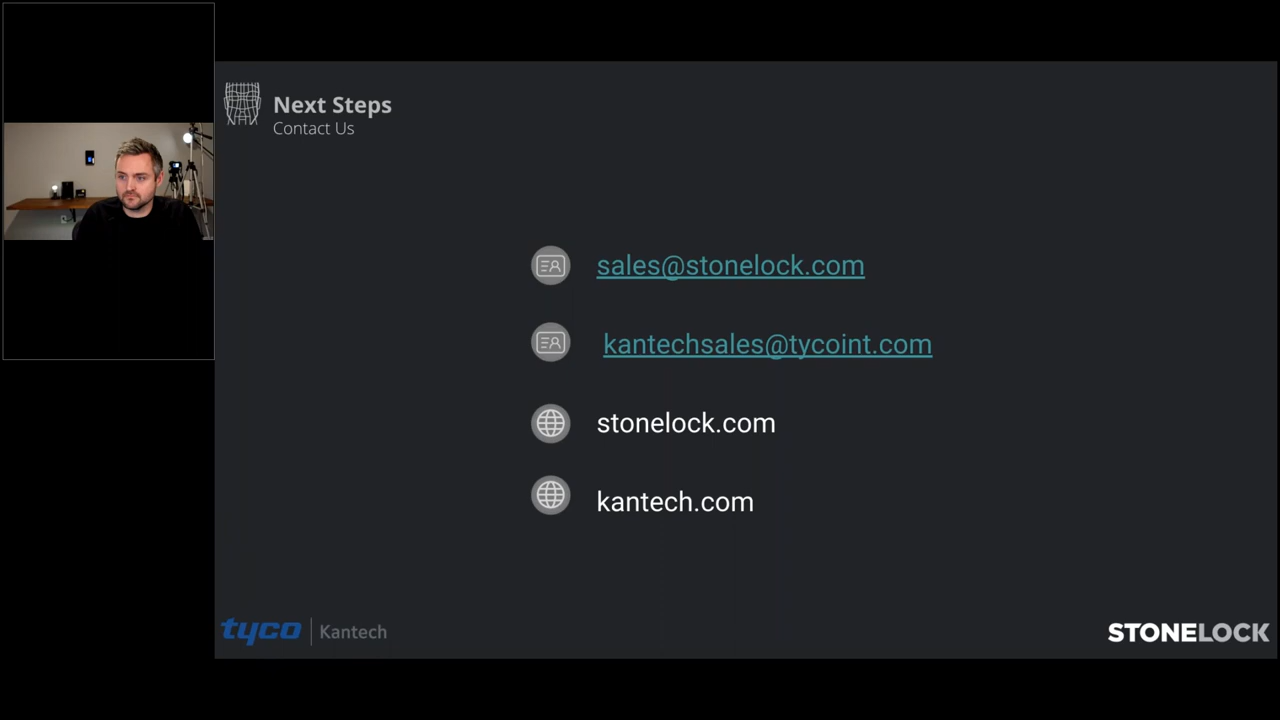 Next Steps
Contact Us
sales@stonelock.com
kantechsales@tycoint.com
stonelock.com
kantech.com
tyco | Kantech
STONELOCK